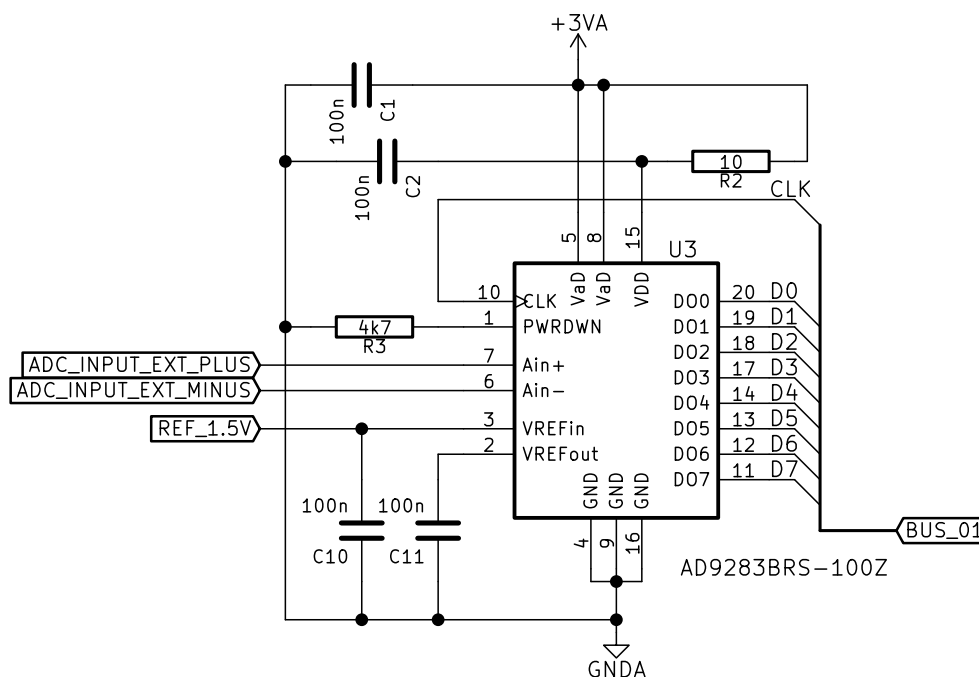 +3VA
100n
C1
100n
C2
10
R2
CLK
5
8
15
U3
VaD
VaD
VDD
10
CLK
1
PWRDWN
4k7
R3
ADC_INPUT_EXT_PLUS
7
Ain+
ADC_INPUT_EXT_MINUS
6
Ain-
REF_1.5V
3
VREFin
2
VREFout
DO0
20
D0
DO1
19
D1
DO2
18
D2
DO3
17
D3
DO4
14
D4
DO5
13
D5
DO6
12
D6
DO7
11
D7
100n
C10
100n
C11
GND
GND
GND
4
9
16
BUS_01
AD9283BRS-100Z
GNDA